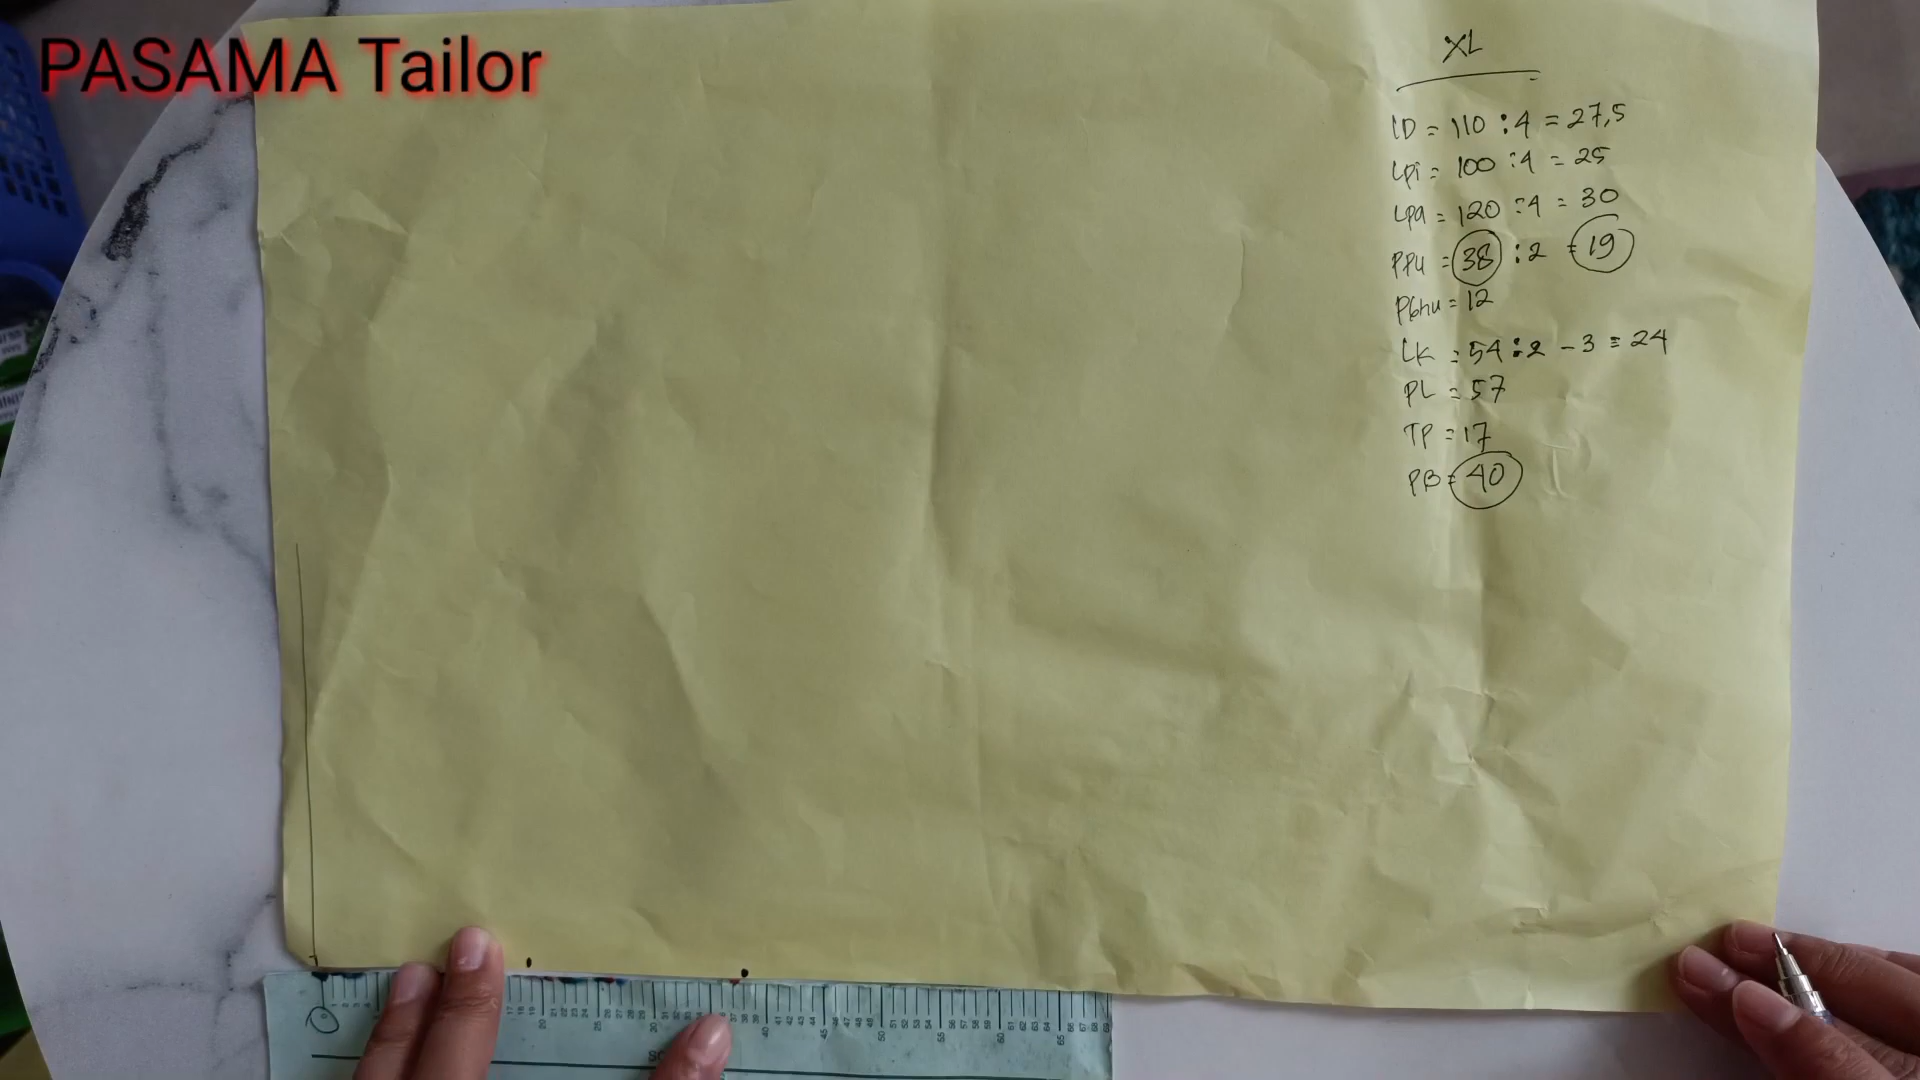 PASAMA Tailor
XL
LD = 110 : 4 = 27,5
Lpi = 100 : 4 = 25
Lpa = 120 : 4 = 30
PPu = 38 : 2 = 19
Pbhu = 12
LK = 54 : 2 - 3 = 24
PL = 57
TP = 17
PB = 40